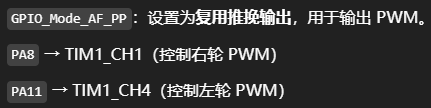 GPIO_Mode_AF_PP：设置为复用推挽输出，用于输出 PWM。
PA8 → TIM1_CH1（控制右轮 PWM）
PA11 → TIM1_CH4（控制左轮 PWM）